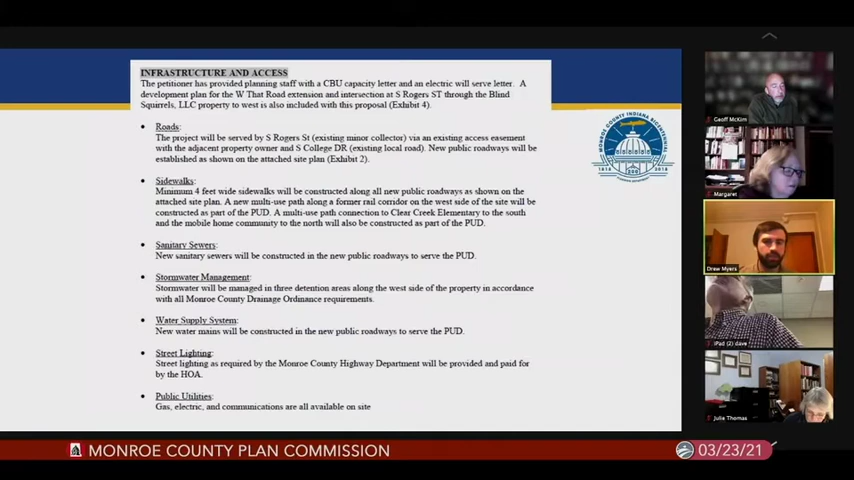 INFRASTRUCTURE AND ACCESS
The petitioner has provided planning staff with a CBU capacity letter and an electric will serve letter. A
development plan for the W That Road extension and intersection at S Rogers ST through the Blind
Squirrels, LLC property to west is also included with this proposal (Exhibit 4).
• Roads:
The project will be served by S Rogers St (existing minor collector) via an existing access easement
with the adjacent property owner and S College DR (existing local road). New public roadways will be
established as shown on the attached site plan (Exhibit 2).
• Sidewalks:
Minimum 4 feet wide sidewalks will be constructed along all new public roadways as shown on the
attached site plan. A new multi-use path along a former rail corridor on the west side of the site will be
constructed as part of the PUD. A multi-use path connection to Clear Creek Elementary to the south
and the mobile home community to the north will also be constructed as part of the PUD.
• Sanitary Sewers:
New sanitary sewers will be constructed in the new public roadways to serve the PUD.
• Stormwater Management:
Stormwater will be managed in three detention areas along the west side of the property in accordance
with all Monroe County Drainage Ordinance requirements.
• Water Supply System:
New water mains will be constructed in the new public roadways to serve the PUD.
• Street Lighting:
Street lighting as required by the Monroe County Highway Department will be provided and paid for
by the HOA.
• Public Utilities:
Gas, electric, and communications are all available on site
MONROE COUNTY INDIANA BICENTENNIAL
1818
200
2018
Geoff McKim
Margaret
Drew Myers
iPad (2) dave
Julie Thomas
MONROE COUNTY PLAN COMMISSION
03/23/21